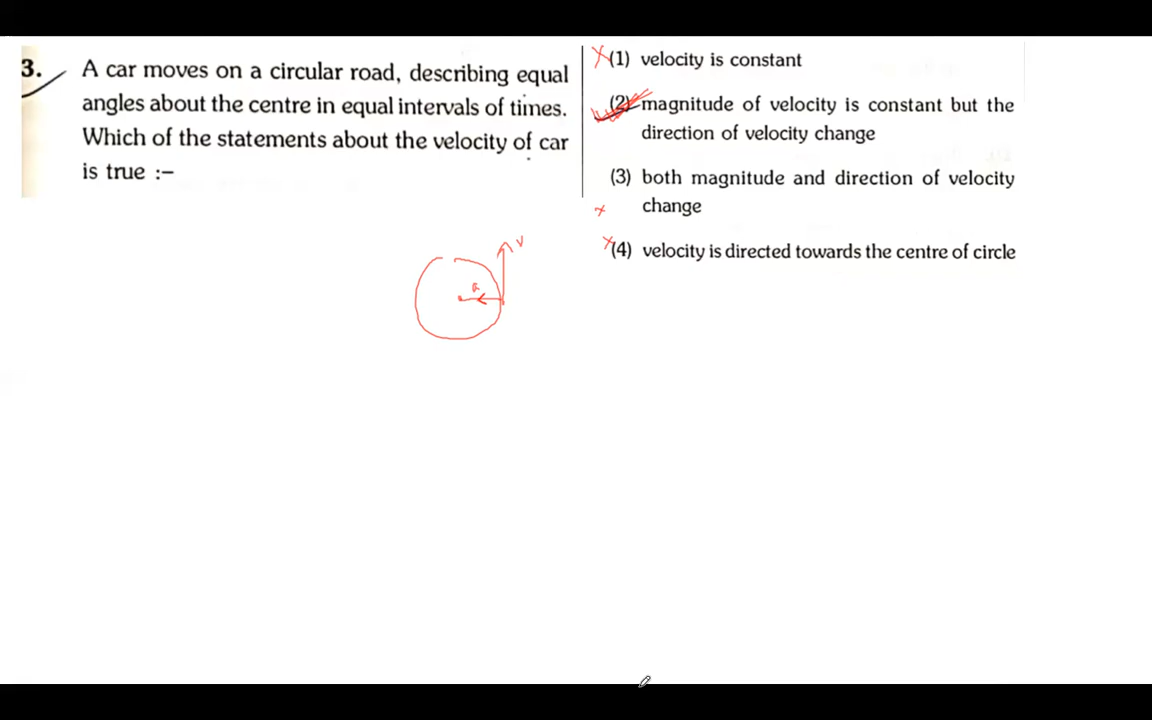 3. A car moves on a circular road, describing equal
angles about the centre in equal intervals of times.
Which of the statements about the velocity of car
is true :-
(1) velocity is constant
(2) magnitude of velocity is constant but the
direction of velocity change
(3) both magnitude and direction of velocity
change
(4) velocity is directed towards the centre of circle
v
a